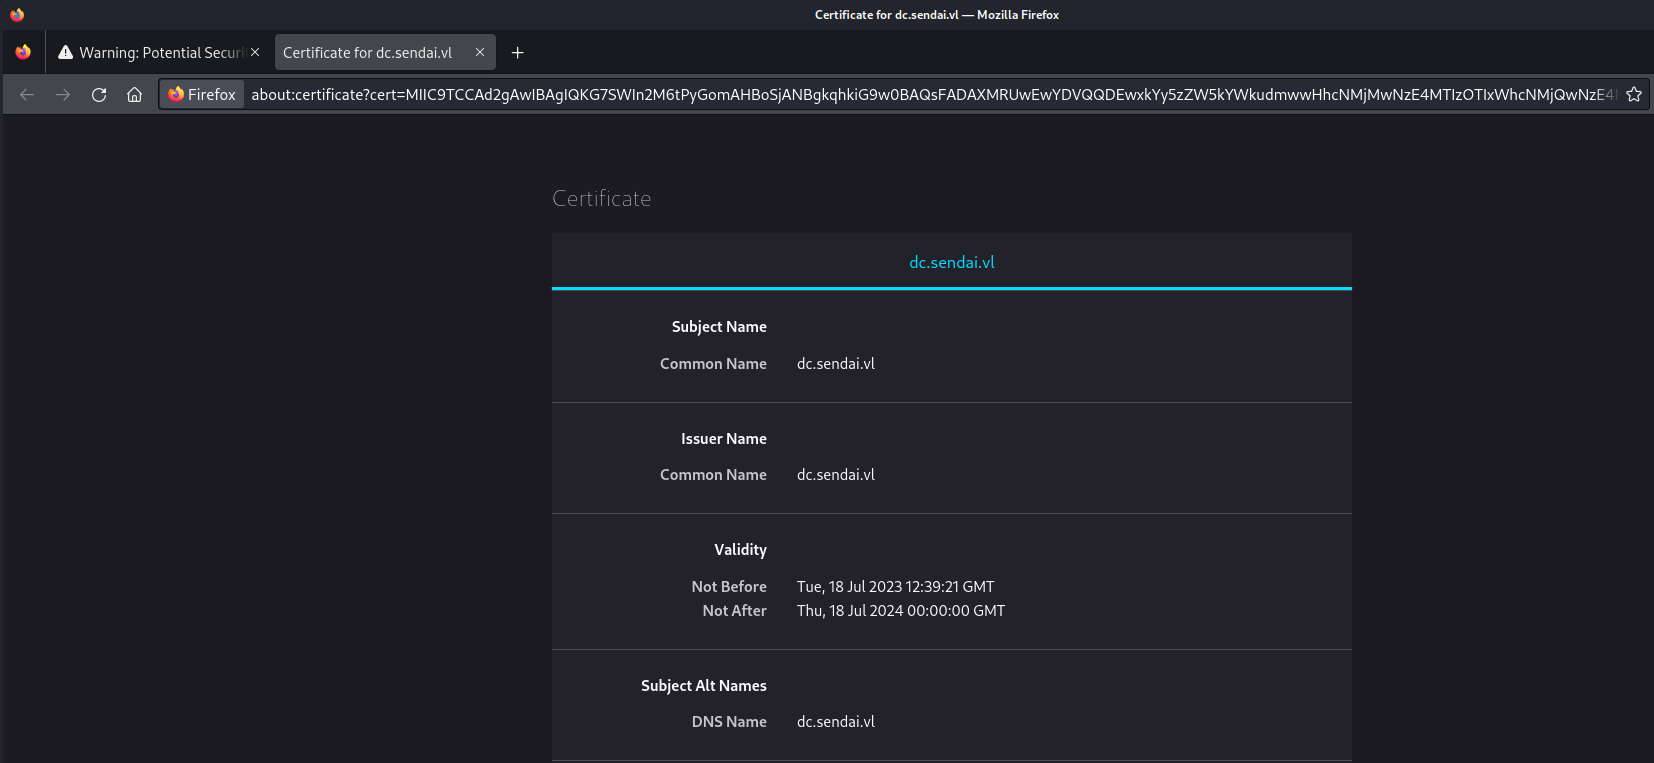 Certificate for dc.sendai.vl — Mozilla Firefox
Warning: Potential Securi
Certificate for dc.sendai.vl
Firefox about:certificate?cert=MIIC9TCCAd2gAwIBAgIQKG7SWIn2M6tPyGomAHBoSjANBgkqhkiG9w0BAQsFADAXMRUwEwYDVQQDEwxkYy5zZW5kYWkudmwwHhcNMjMwNzE4MTIzOTIxWhcNMjQwNzE4
Certificate
dc.sendai.vl
Subject Name
Common Name dc.sendai.vl
Issuer Name
Common Name dc.sendai.vl
Validity
Not Before Tue, 18 Jul 2023 12:39:21 GMT
Not After Thu, 18 Jul 2024 00:00:00 GMT
Subject Alt Names
DNS Name dc.sendai.vl